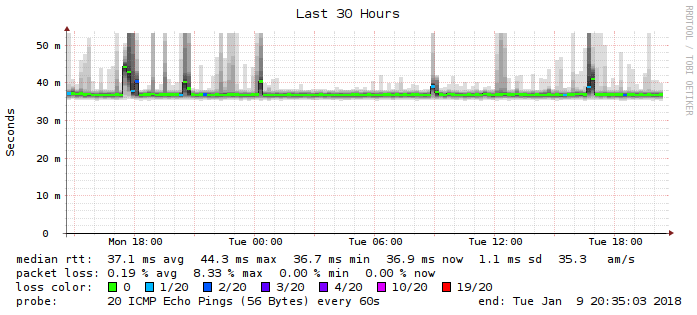 Last 30 Hours
RRDTOOL / TOBI OETIKER
Seconds
50 m
40 m
30 m
20 m
10 m
0
Mon 18:00 Tue 00:00 Tue 06:00 Tue 12:00 Tue 18:00
median rtt: 37.1 ms avg 44.3 ms max 36.7 ms min 36.9 ms now 1.1 ms sd 35.3 am/s
packet loss: 0.19 % avg 8.33 % max 0.00 % min 0.00 % now
loss color: 0 1/20 2/20 3/20 4/20 10/20 19/20
probe: 20 ICMP Echo Pings (56 Bytes) every 60s end: Tue Jan 9 20:35:03 2018